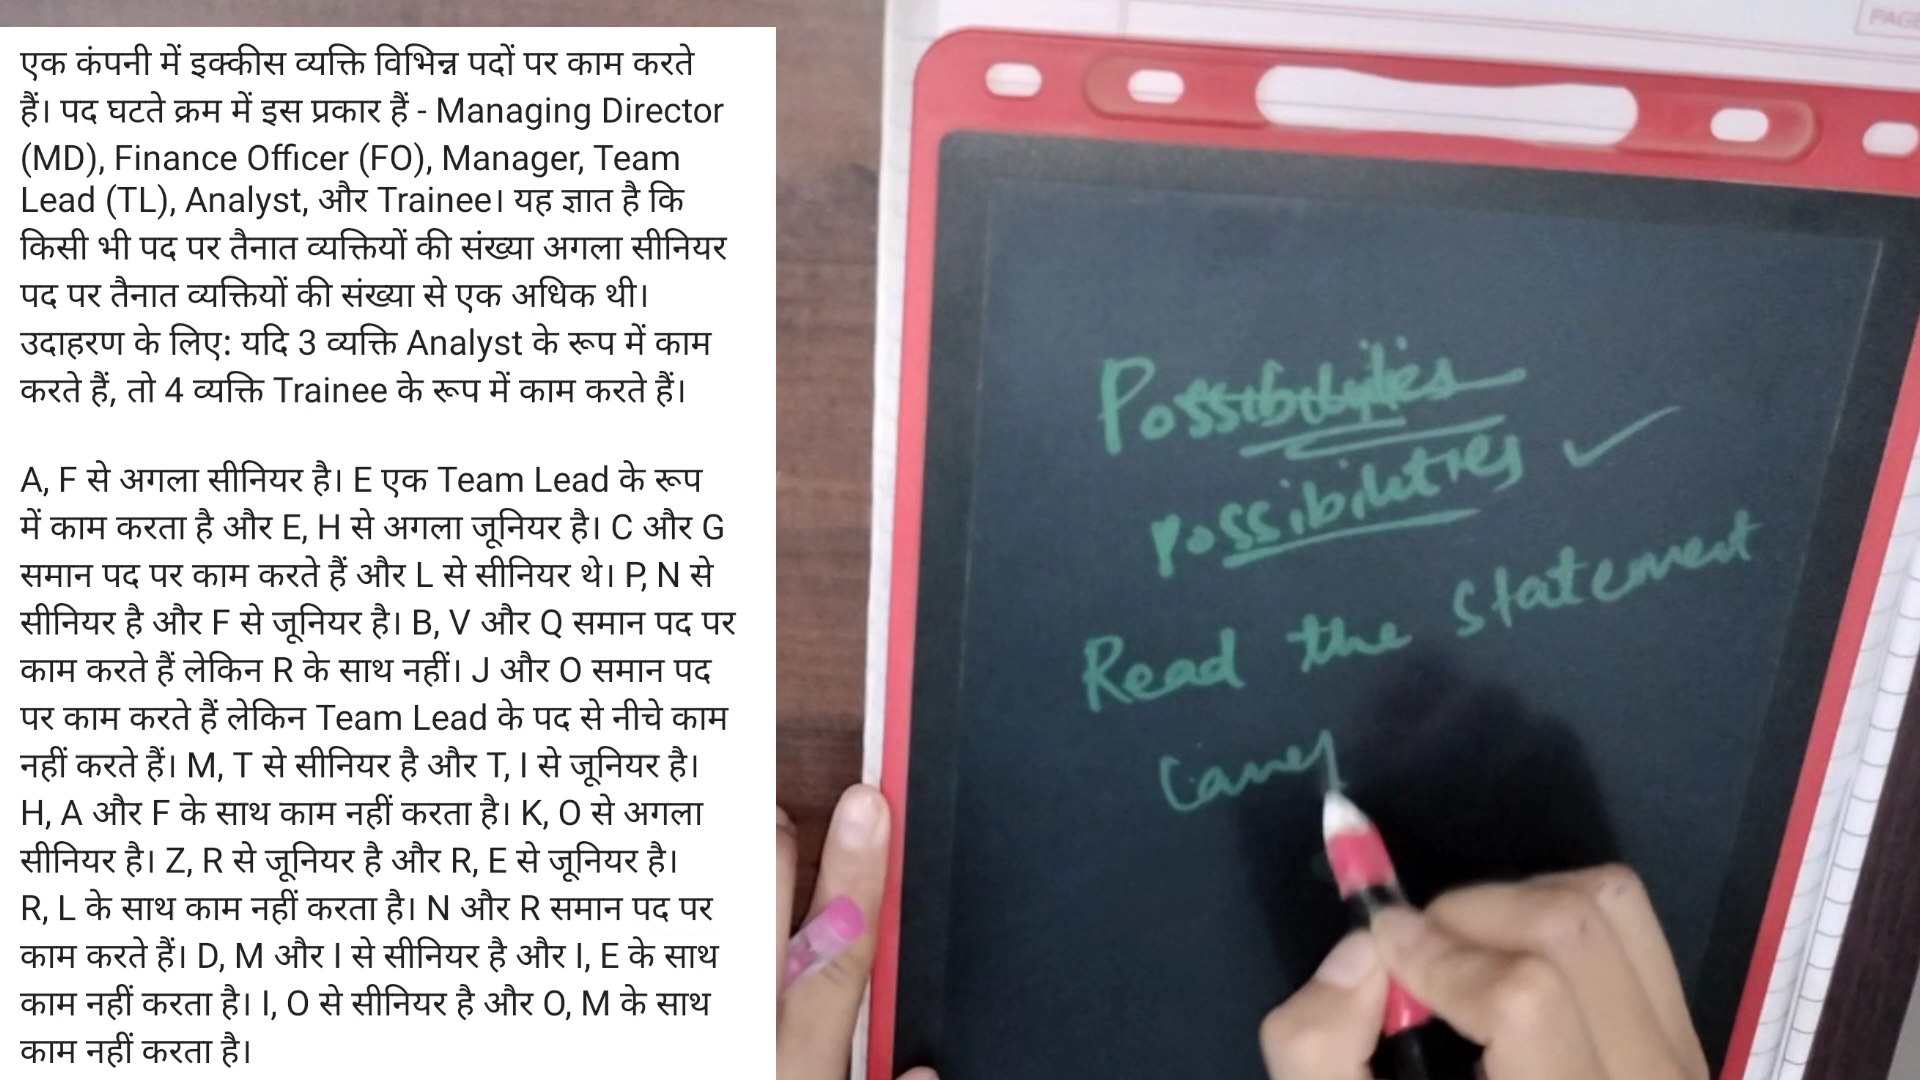 एक कंपनी में इक्कीस व्यक्ति विभिन्न पदों पर काम करते
हैं। पद घटते क्रम में इस प्रकार हैं - Managing Director
(MD), Finance Officer (FO), Manager, Team
Lead (TL), Analyst, और Trainee। यह ज्ञात है कि
किसी भी पद पर तैनात व्यक्तियों की संख्या अगला सीनियर
पद पर तैनात व्यक्तियों की संख्या से एक अधिक थी।
उदाहरण के लिए: यदि 3 व्यक्ति Analyst के रूप में काम
करते हैं, तो 4 व्यक्ति Trainee के रूप में काम करते हैं।
A, F से अगला सीनियर है। E एक Team Lead के रूप
में काम करता है और E, H से अगला जूनियर है। C और G
समान पद पर काम करते हैं और L से सीनियर थे। P, N से
सीनियर है और F से जूनियर है। B, V और Q समान पद पर
काम करते हैं लेकिन R के साथ नहीं। J और O समान पद
पर काम करते हैं लेकिन Team Lead के पद से नीचे काम
नहीं करते हैं। M, T से सीनियर है और T, I से जूनियर है।
H, A और F के साथ काम नहीं करता है। K, O से अगला
सीनियर है। Z, R से जूनियर है और R, E से जूनियर है।
R, L के साथ काम नहीं करता है। N और R समान पद पर
काम करते हैं। D, M और I से सीनियर है और I, E के साथ
काम नहीं करता है। I, O से सीनियर है और O, M के साथ
काम नहीं करता है।
PAGE
Possibilities
Possibilities
Read the Statement